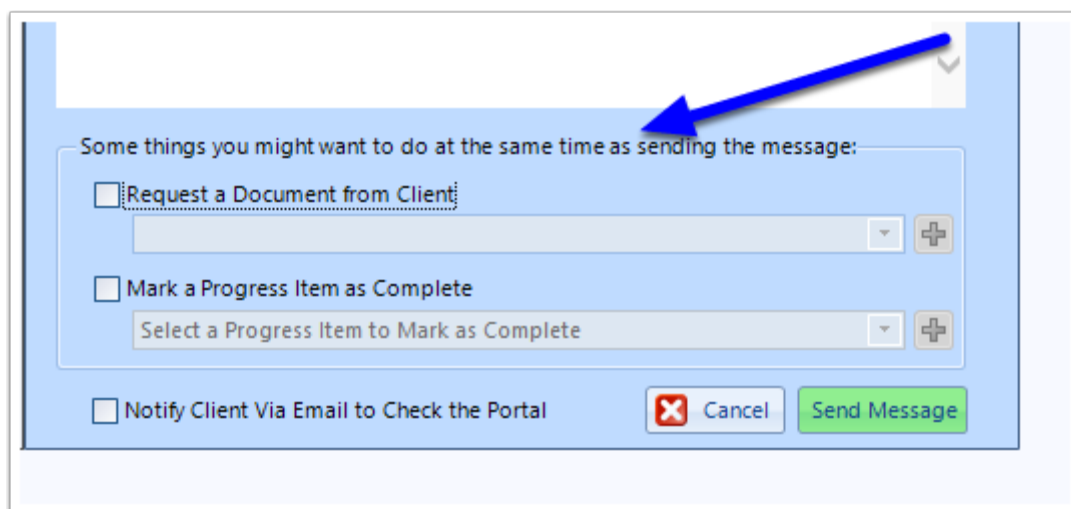 Some things you might want to do at the same time as sending the message:
Request a Document from Client
Mark a Progress Item as Complete
Select a Progress Item to Mark as Complete
Notify Client Via Email to Check the Portal
Cancel
Send Message